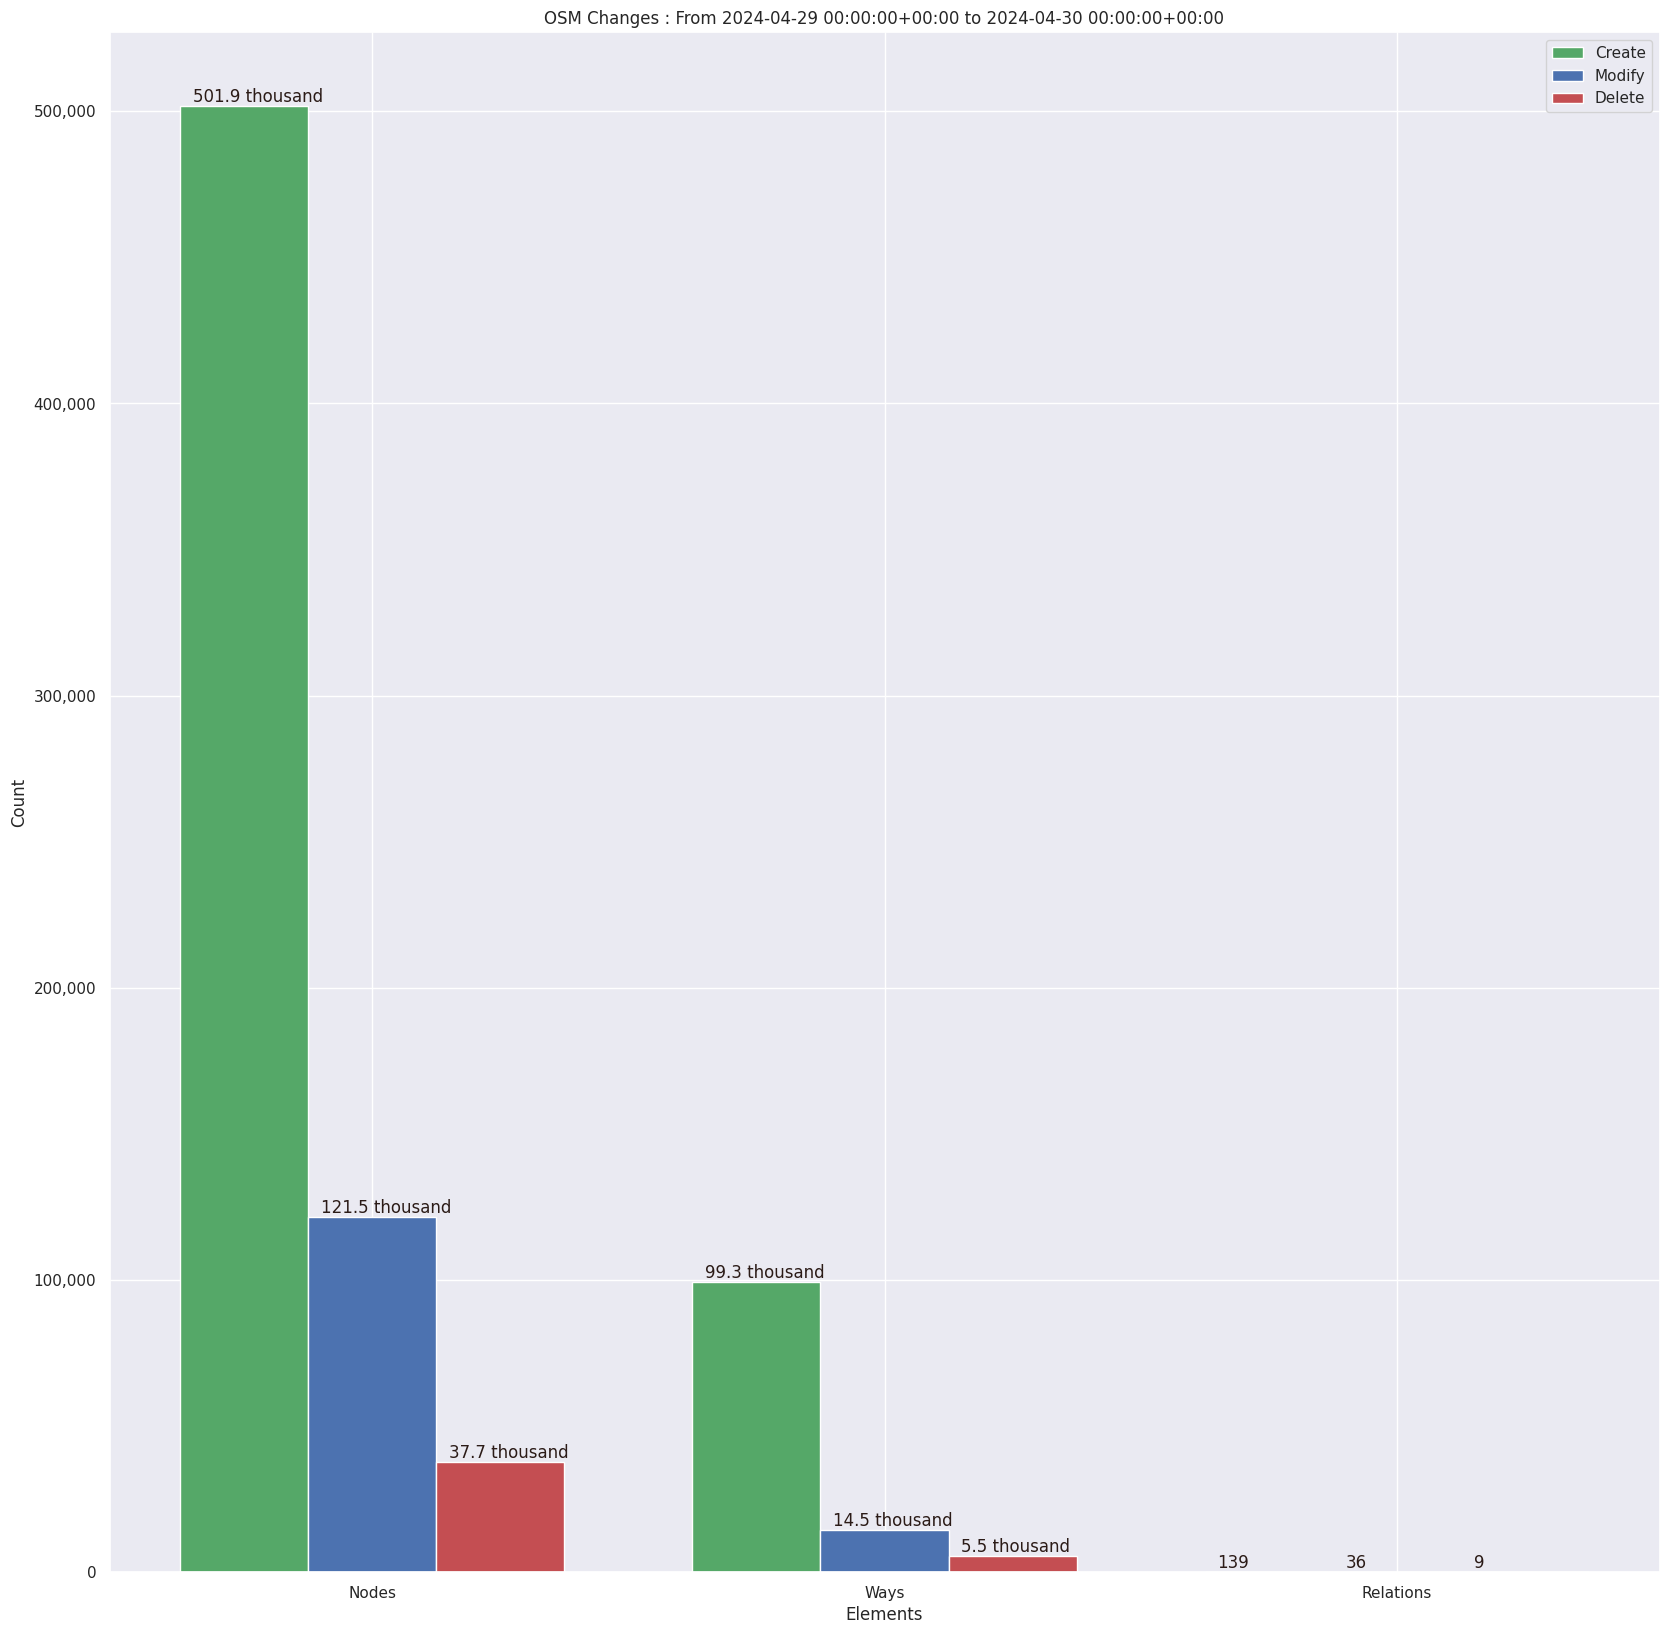 OSM Changes : From 2024-04-29 00:00:00+00:00 to 2024-04-30 00:00:00+00:00
Create
Modify
Delete
501.9 thousand
500,000
400,000
300,000
Count
200,000
121.5 thousand
99.3 thousand
100,000
37.7 thousand
14.5 thousand
5.5 thousand
139
36
9
0
Nodes
Ways
Relations
Elements